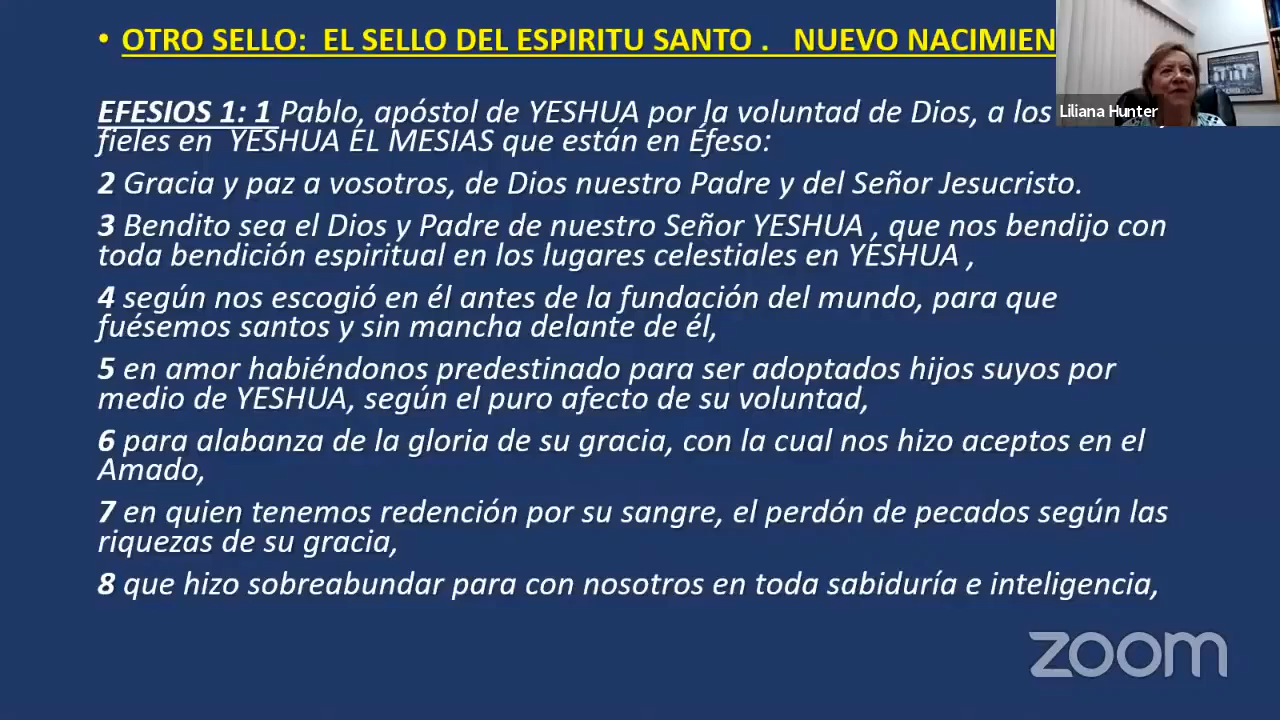 • OTRO SELLO: EL SELLO DEL ESPIRITU SANTO . NUEVO NACIMIEN
EFESIOS 1: 1 Pablo, apóstol de YESHUA por la voluntad de Dios, a los
fieles en YESHUA EL MESIAS que están en Éfeso:
2 Gracia y paz a vosotros, de Dios nuestro Padre y del Señor Jesucristo.
3 Bendito sea el Dios y Padre de nuestro Señor YESHUA , que nos bendijo con
toda bendición espiritual en los lugares celestiales en YESHUA ,
4 según nos escogió en él antes de la fundación del mundo, para que
fuésemos santos y sin mancha delante de él,
5 en amor habiéndonos predestinado para ser adoptados hijos suyos por
medio de YESHUA, según el puro afecto de su voluntad,
6 para alabanza de la gloria de su gracia, con la cual nos hizo aceptos en el
Amado,
7 en quien tenemos redención por su sangre, el perdón de pecados según las
riquezas de su gracia,
8 que hizo sobreabundar para con nosotros en toda sabiduría e inteligencia,
Liliana Hunter
zoom